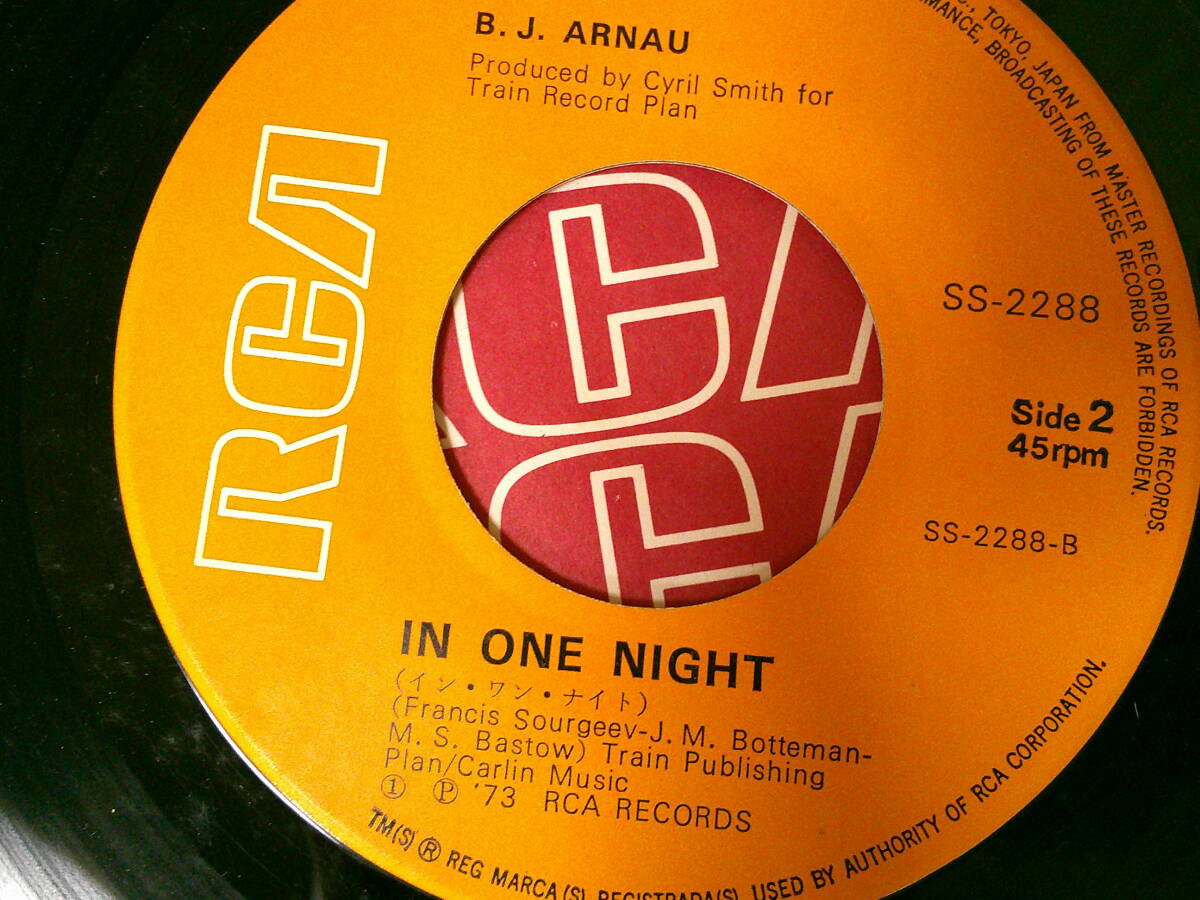 B. J. ARNAU
Produced by Cyril Smith for
Train Record Plan
RCA
SS-2288
Side 2
45rpm
SS-2288-B
IN ONE NIGHT
(イン・ワン・ナイト)
(Francis Sourgeev-J. M. Botteman-
M. S. Bastow) Train Publishing
Plan/Carlin Music
① Ⓟ '73 RCA RECORDS
TOKYO, JAPAN FROM MASTER RECORDINGS OF RCA RECORDS.
BROADCASTING OF THESE RECORDS ARE FORBIDDEN.
TM(S) ® REG MARCA(S) REGISTRADA(S) USED BY AUTHORITY OF RCA CORPORATION.